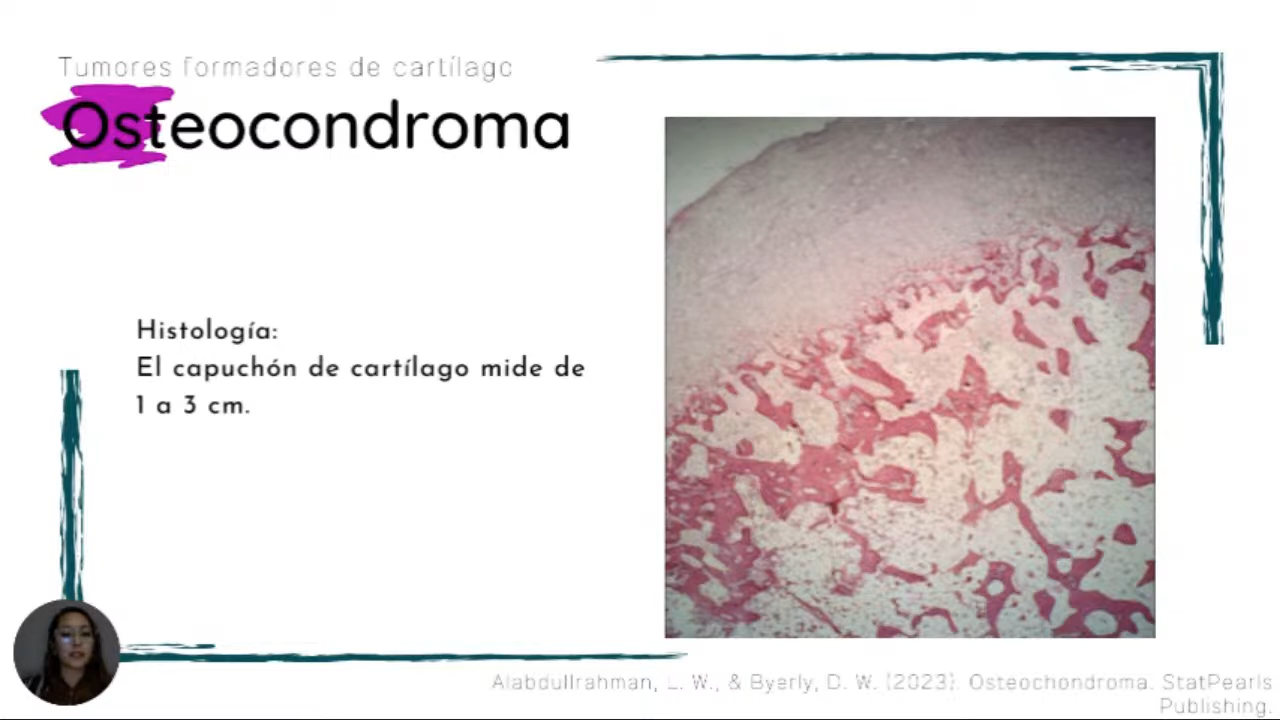 Tumores formadores de cartílago
Osteocondroma
Histología:
El capuchón de cartílago mide de
1 a 3 cm.
Alabdullrahman, L. W., & Byerly, D. W. (2023). Osteochondroma. StatPearls
Publishing.